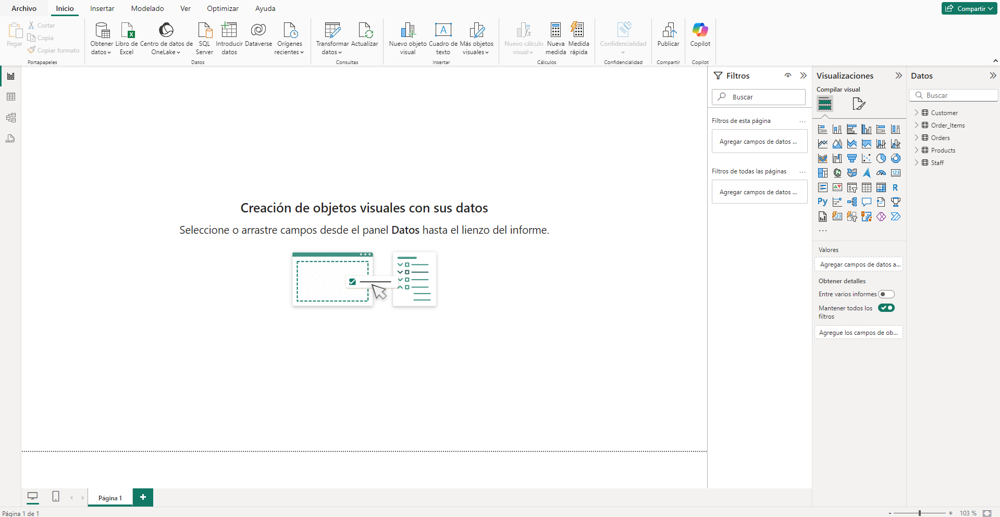 Archivo Inicio Insertar Modelado Ver Optimizar Ayuda Compartir
Pegar
Cortar
Copia
Copiar formato
Portapapeles
Obtener datos
Libro de Excel
Centro de datos de OneLake
SQL Server
Introducir datos
Dataverse
Orígenes recientes
Datos
Transformar datos
Actualizar
Consultas
Nuevo objeto visual
Cuadro de texto
A
Más objetos visuales
Insertar
Nuevo cálculo visual
Nueva medida
Medida rápida
Cálculos
Confidencialidad
Confidencialidad
Publicar
Compartir
Copilot
Copilot
DAX
Creación de objetos visuales con sus datos
Seleccione o arrastre campos desde el panel Datos hasta el lienzo del informe.
Filtros
Buscar
Filtros de esta página ...
Agregar campos de datos ...
Filtros de todas las páginas ...
Agregar campos de datos ...
Visualizaciones
Compilar visual
123
R
Py
123
...
Valores
Agregar campos de datos a...
Obtener detalles
Entre varios informes
Mantener todos los
filtros
Agregue los campos de ob...
Datos
Buscar
Customer
Order_Items
Orders
Products
Staff
Página 1 +
Página 1 de 1
- + 103 %